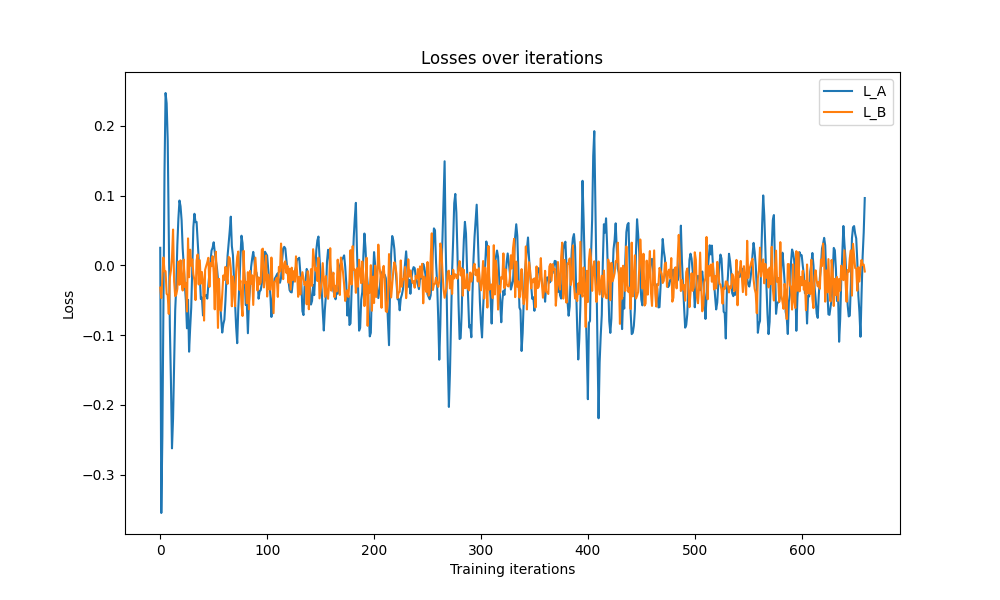 Losses over iterations
L_A
L_B
Loss
0.2
0.1
0.0
−0.1
−0.2
−0.3
0 100 200 300 400 500 600
Training iterations